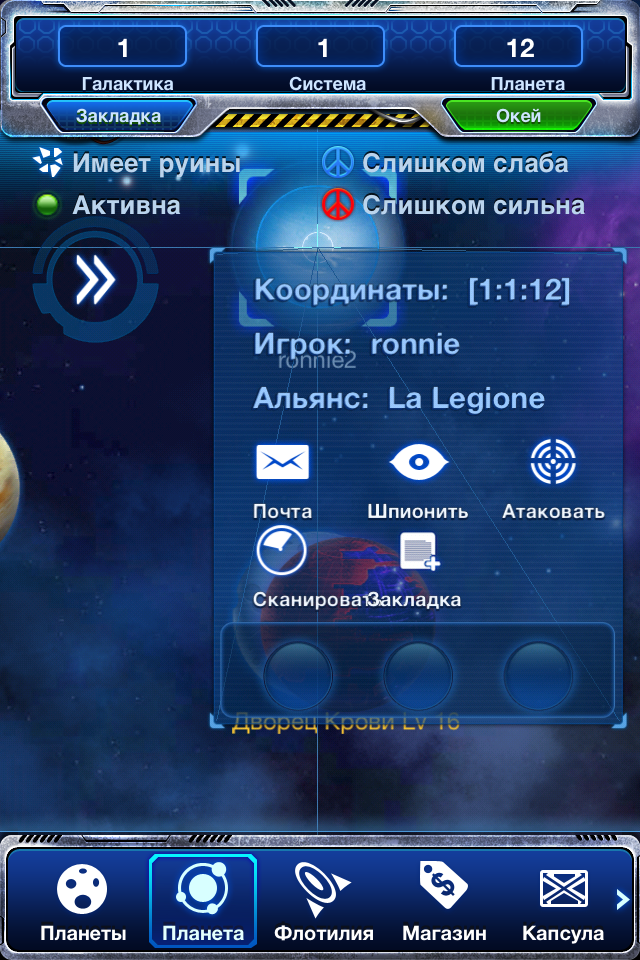 1 1 12
Галактика Система Планета
Закладка Окей
Имеет руины Слишком слаба
Активна Слишком сильна
Координаты: [1:1:12]
Игрок: ronnie
ronnie2
Альянс: La Legione
Почта Шпионить Атаковать
Сканировать Закладка
Дворец Крови Lv 16
Планеты Планета Флотилия Магазин Капсула